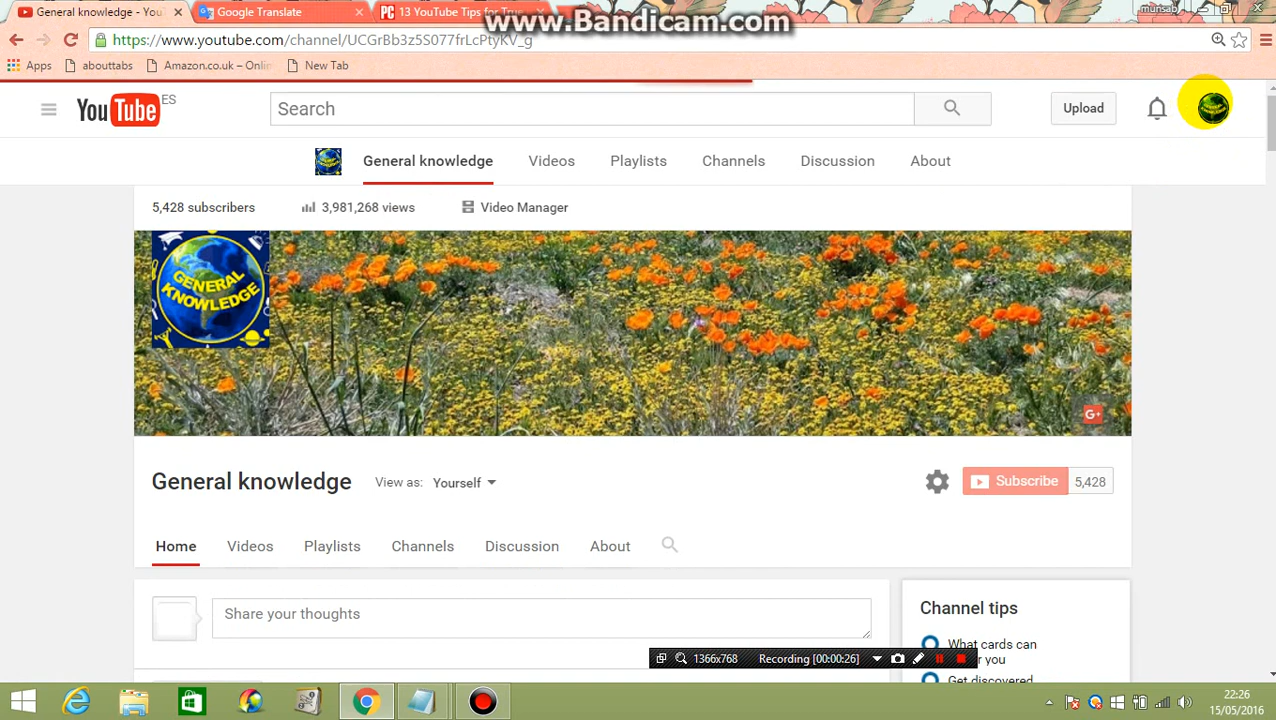 General knowledge - You
Google Translate
13 YouTube Tips for
www.Bandicam.com
munsab
https://www.youtube.com/channel/UCGrBb3z5S077frLcPtyKV_g
Apps
abouttabs
Amazon.co.uk – Onli
New Tab
YouTube ES
Search
Upload
General knowledge
Videos
Playlists
Channels
Discussion
About
5,428 subscribers
3,981,268 views
Video Manager
GENERAL
KNOWLEDGE
G+
General knowledge
View as: Yourself
Subscribe 5,428
Home
Videos
Playlists
Channels
Discussion
About
Share your thoughts
Channel tips
What cards can
r you
Get discovered
1366x768
Recording [00:00:26]
22:26
15/05/2016